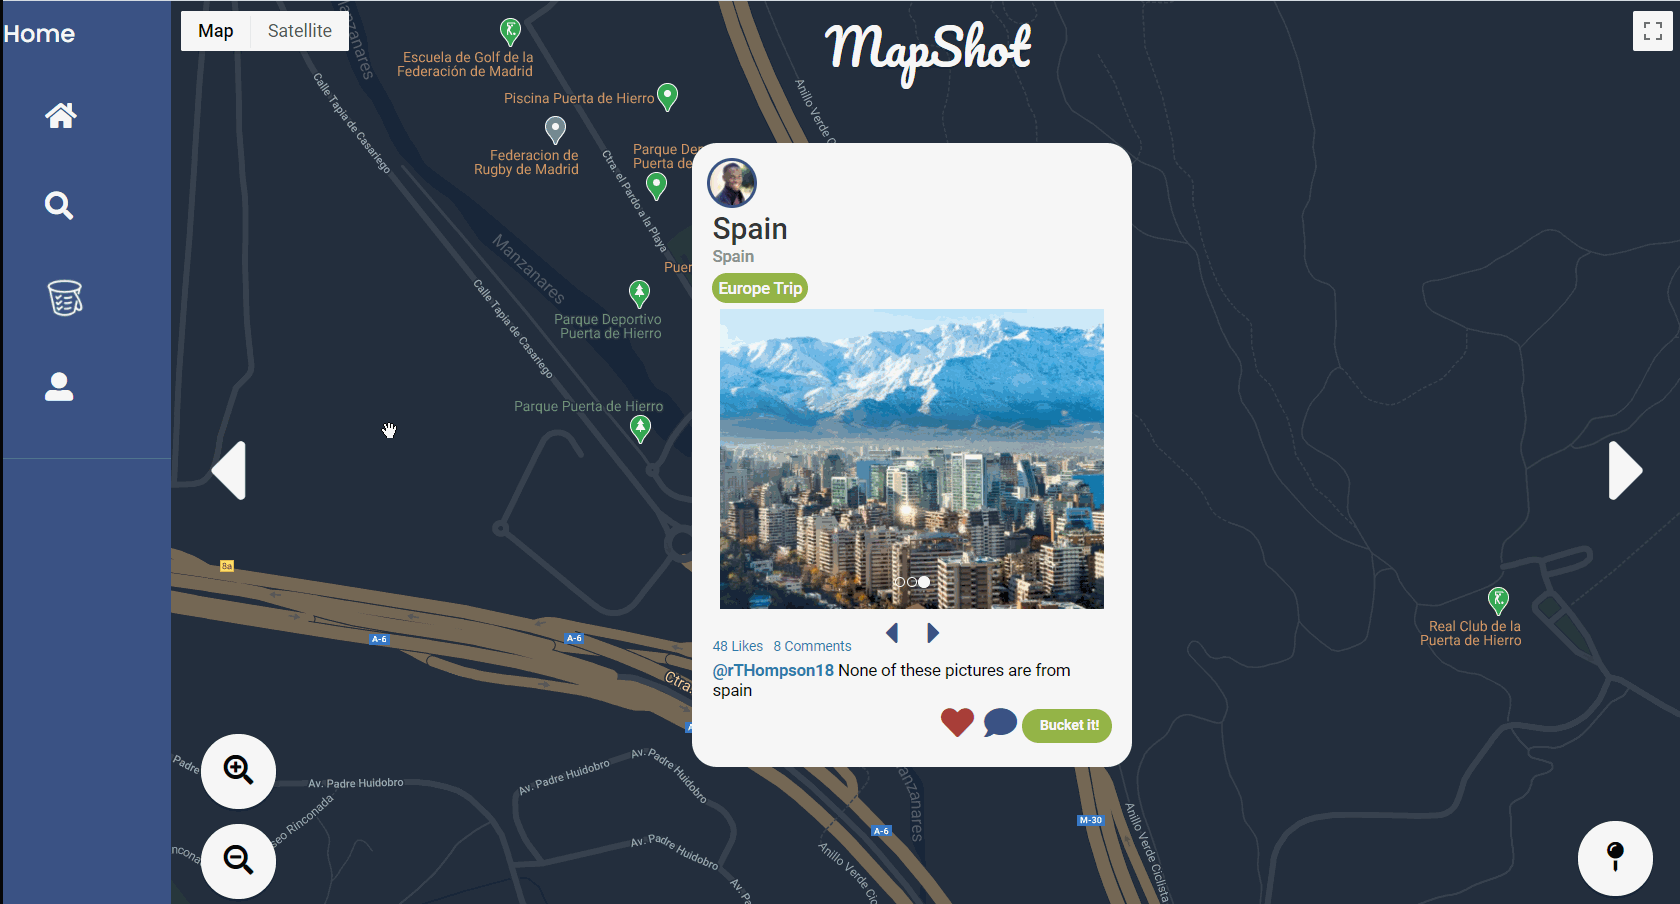 Home
Map
Satellite
MapShot
Manzanares
Escuela de Golf de la
Federación de Madrid
Calle Tapia de Casariego
Piscina Puerta de Hierro
Anillo Verde
Federacion de
Rugby de Madrid
Parque De
Puerta de
Ctra. el Pardo a la Playa
Manzanares
Calle Tapia de Casariego
Parque Deportivo
Puerta de Hierro
Parque Puerta de Hierro
Spain
Spain
Europe Trip
48 Likes
8 Comments
@rTHompson18 None of these pictures are from
spain
Bucket it!
8a
A-6
A-6
Ctra.
Real Club de la
Puerta de Hierro
Padre
Av. Padre Huidobro
Av. Padre Huidobro
Av. Padre Huidobro
seo Rinconada
Av. Padre Huidobro
A-6
M-30
Anillo Verde Ciclista
Anillo Verde Cic